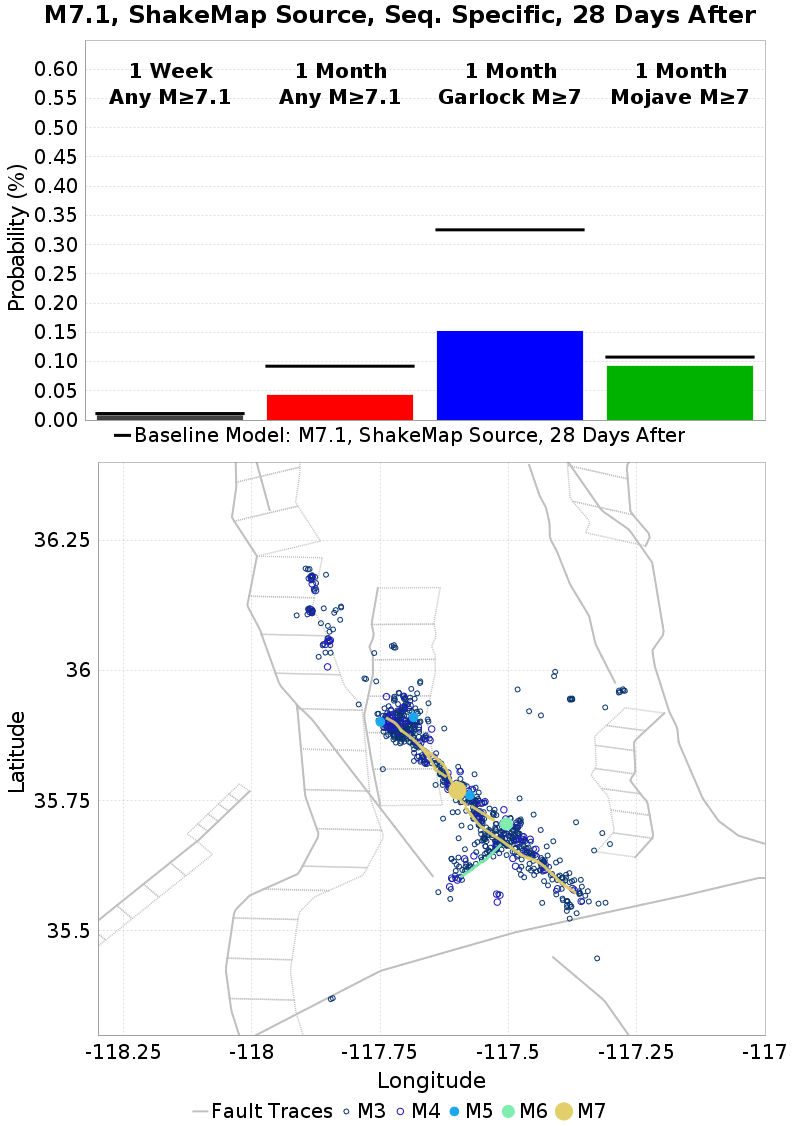 M7.1, ShakeMap Source, Seq. Specific, 28 Days After
Probability (%)
0.60
0.55
0.50
0.45
0.40
0.35
0.30
0.25
0.20
0.15
0.10
0.05
0.00
1 Week
Any M≥7.1
1 Month
Any M≥7.1
1 Month
Garlock M≥7
1 Month
Mojave M≥7
Baseline Model: M7.1, ShakeMap Source, 28 Days After
Latitude
36.25
36
35.75
35.5
-118.25 -118 -117.75 -117.5 -117.25 -117
Longitude
Fault Traces M3 M4 M5 M6 M7